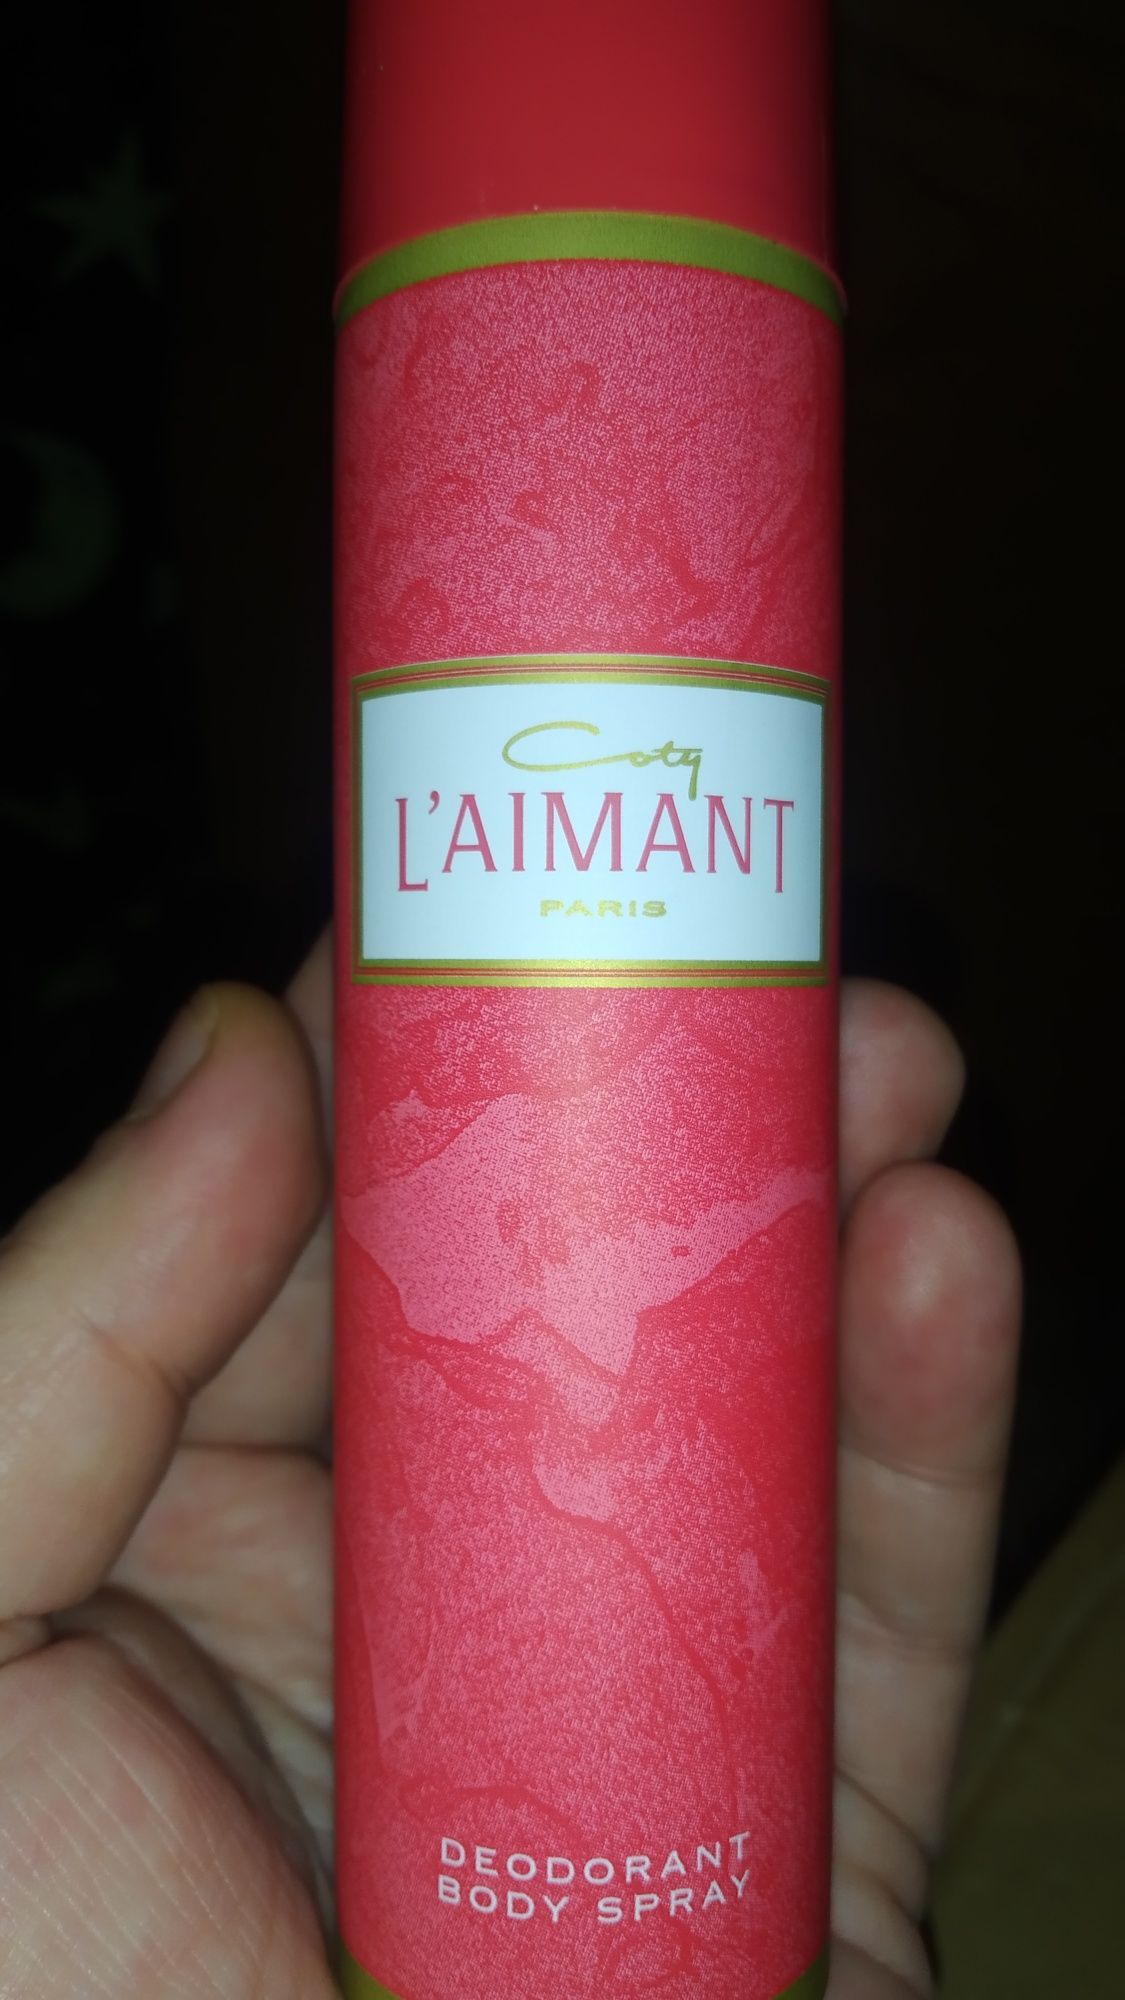 Coty
L'AIMANT
PARIS
DEODORANT
BODY SPRAY